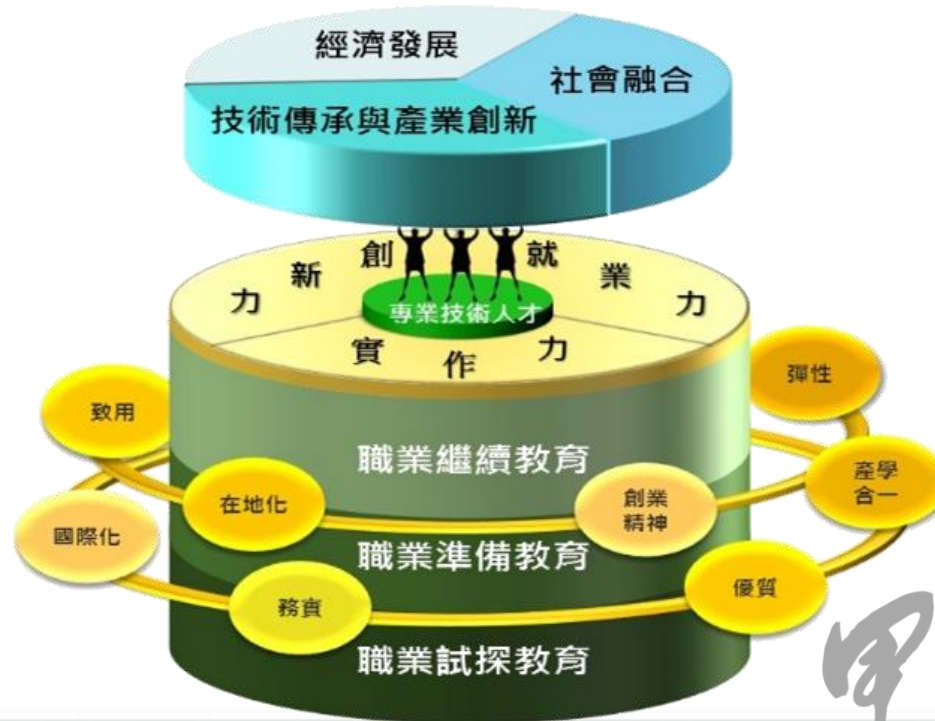 經濟發展
社會融合
技術傳承與產業創新
創新力
就業力
專業技術人才
實作力
彈性
致用
職業繼續教育
產學
合一
在地化
創業
精神
國際化
職業準備教育
優質
務實
職業試探教育